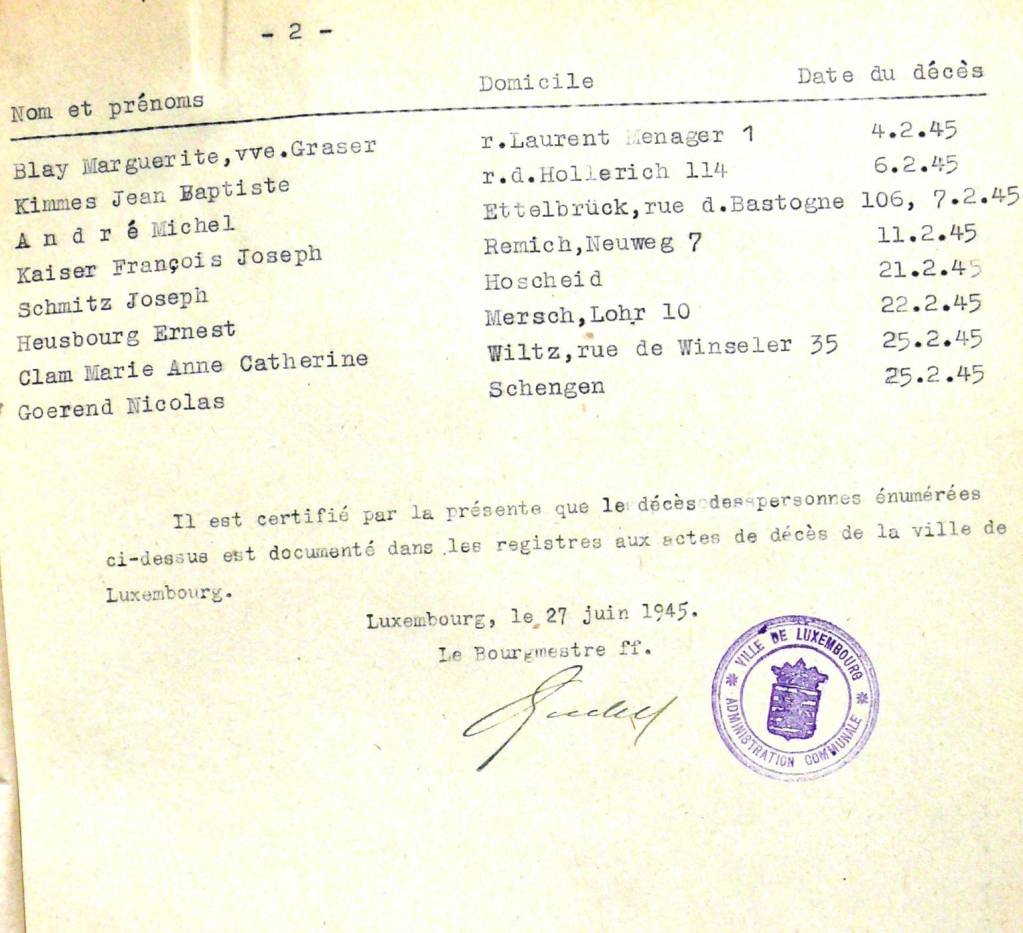 - 2 -
Nom et prénoms Domicile Date du décès
Blay Marguerite,vve.Graser r.Laurent Menager 1 4.2.45
Kimmes Jean Baptiste r.d.Hollerich 114 6.2.45
A n d r é Michel Ettelbrück,rue d.Bastogne 106, 7.2.45
Kaiser François Joseph Remich,Neuweg 7 11.2.45
Schmitz Joseph Hoscheid 21.2.45
Heusbourg Ernest Mersch,Lohr 10 22.2.45
Clam Marie Anne Catherine Wiltz,rue de Winseler 35 25.2.45
Goerend Nicolas Schengen 25.2.45
Il est certifié par la présente que le décès des personnes énumérées
ci-dessus est documenté dans les registres aux actes de décès de la ville de
Luxembourg.
Luxembourg, le 27 juin 1945.
Le Bourgmestre ff.
VILLE DE LUXEMBOURG
ADMINISTRATION COMMUNALE